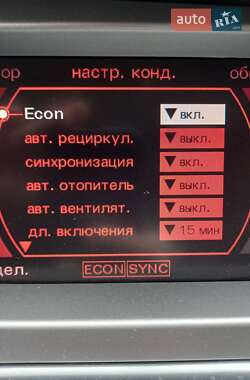 auto RIA
ор настр. конд. об
Econ ▼ вкл.
авт. рециркул. ▼ выкл.
синхронизация ▼ вкл.
авт. отопитель ▼ выкл.
авт. вентилят. ▼ выкл.
дл. включения ▼ 15 мин
дел. ECON SYNC